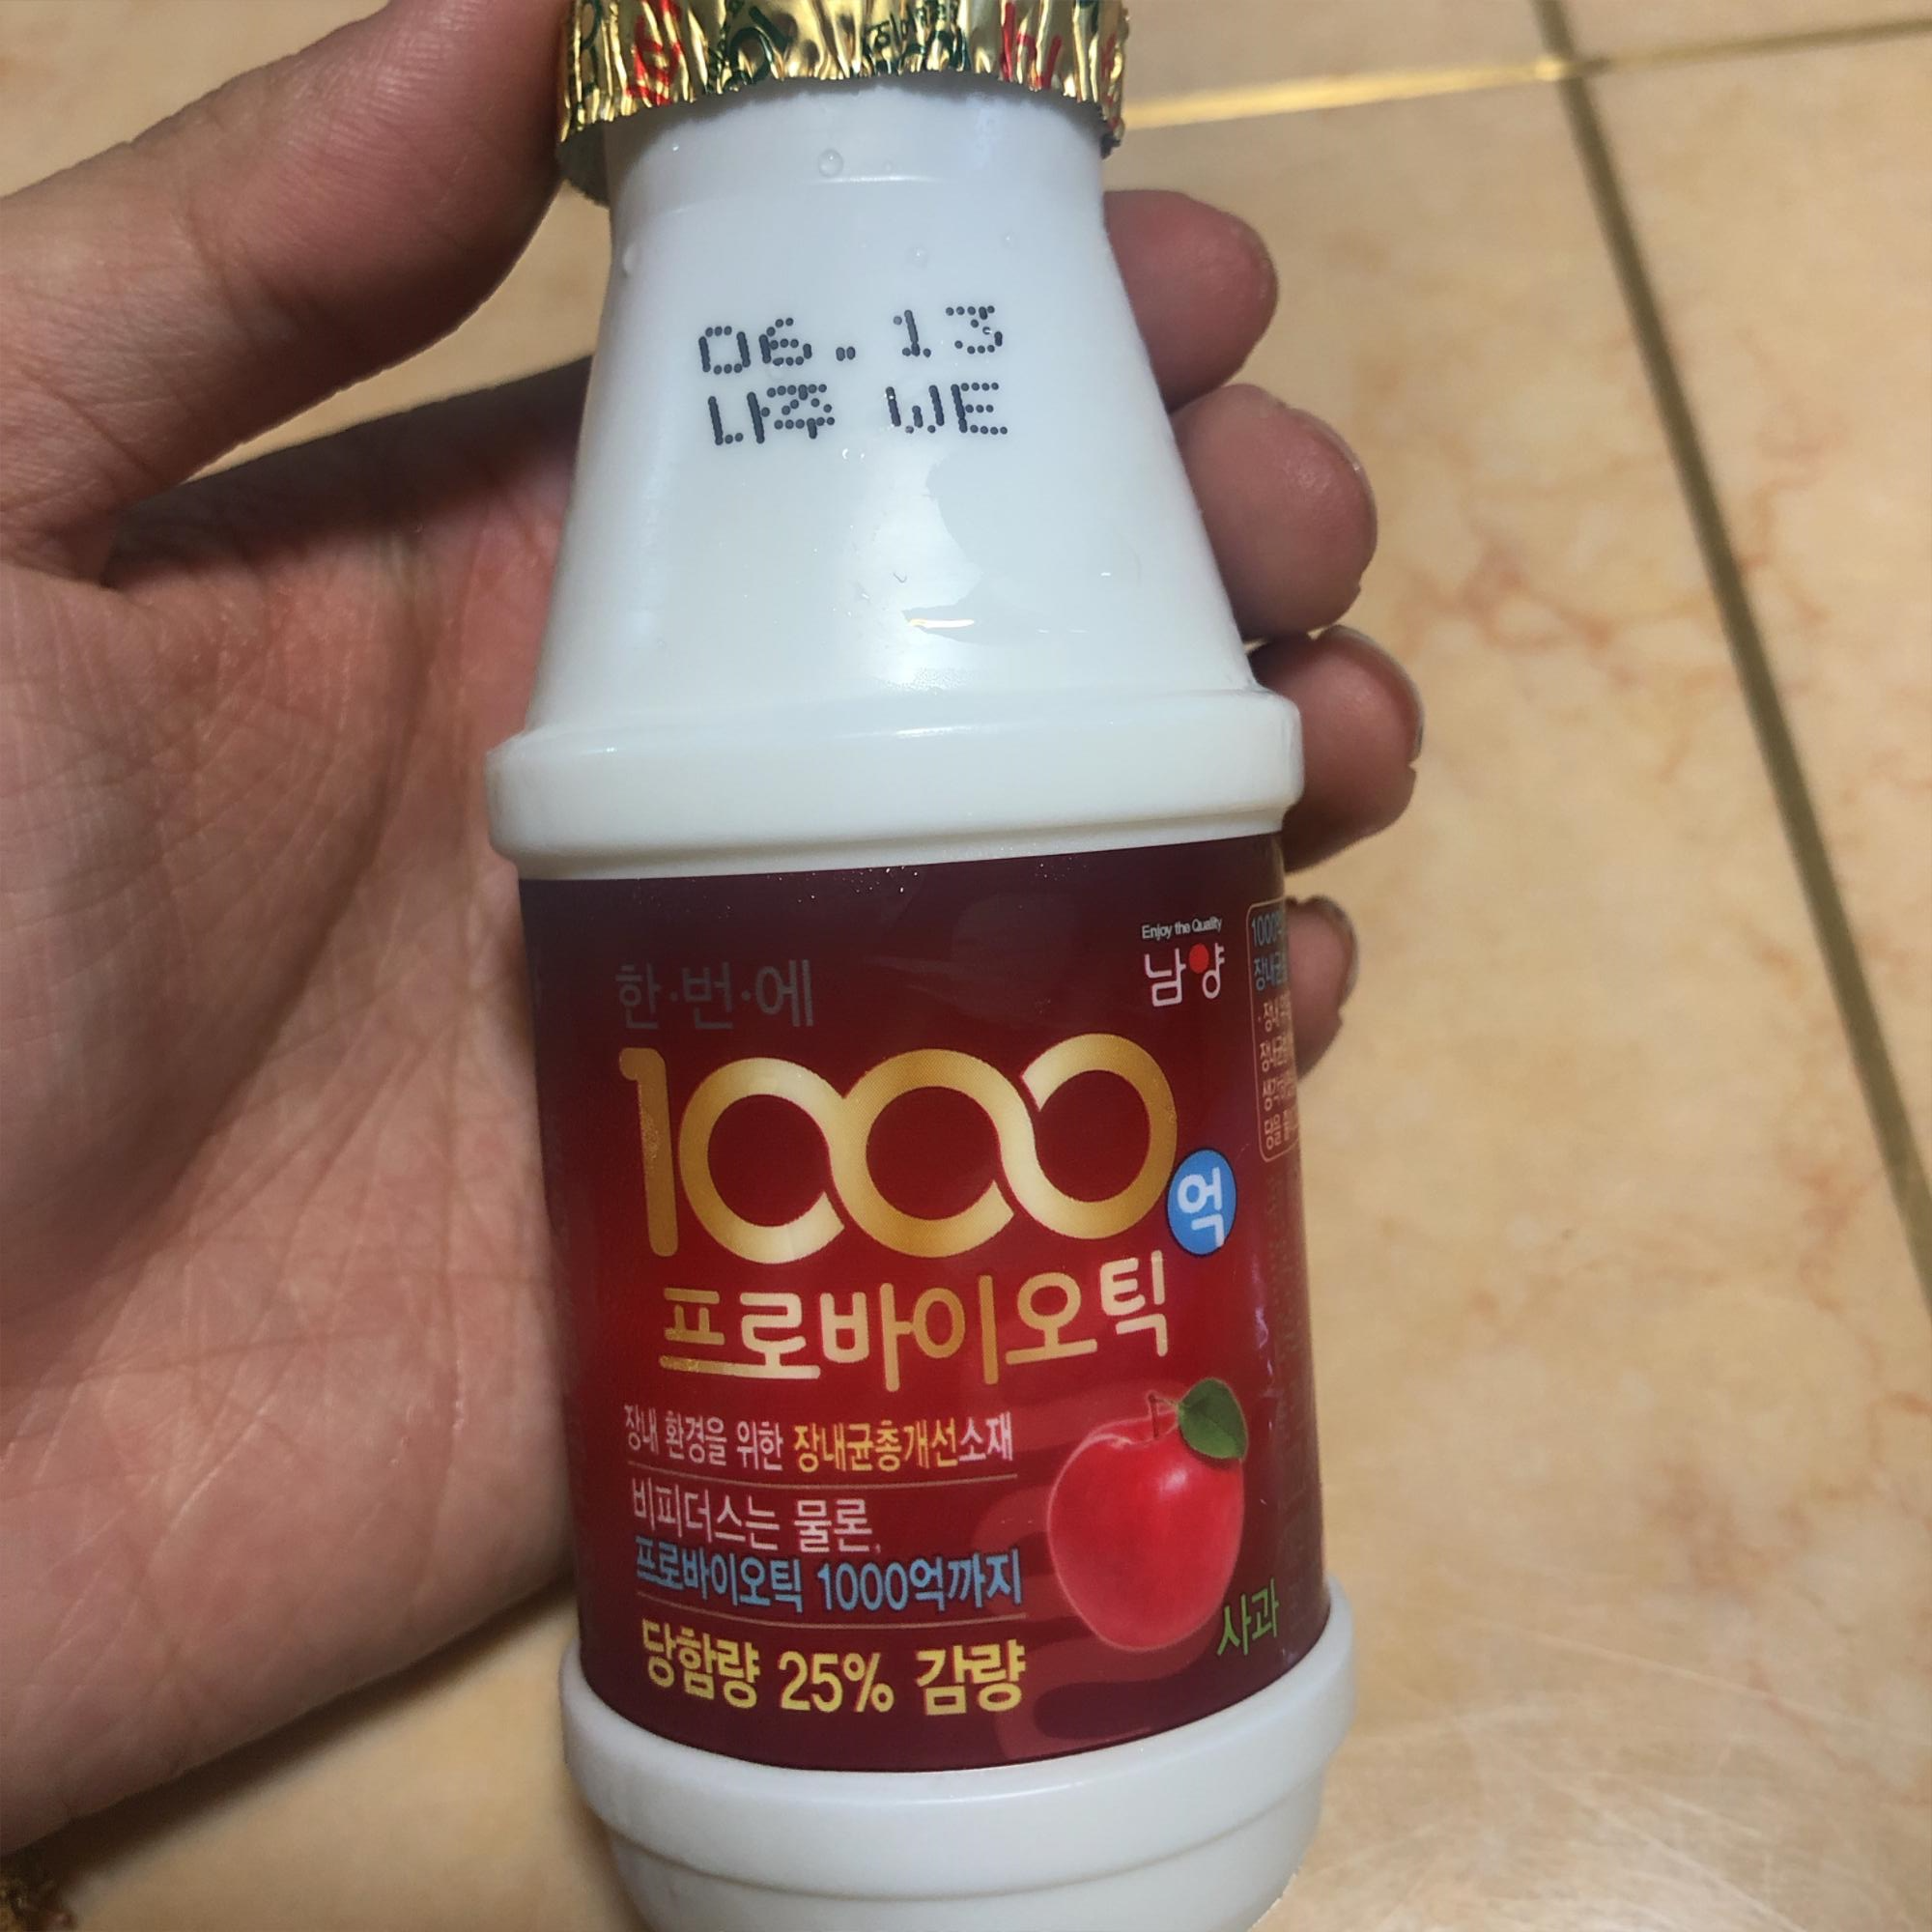 06.13
나주 WE
Enjoy the Quality
남양
한·번·에
1000억
프로바이오틱
장내 환경을 위한 장내균총개선소재
비피더스는 물론,
프로바이오틱 1000억까지
당함량 25% 감량
사과